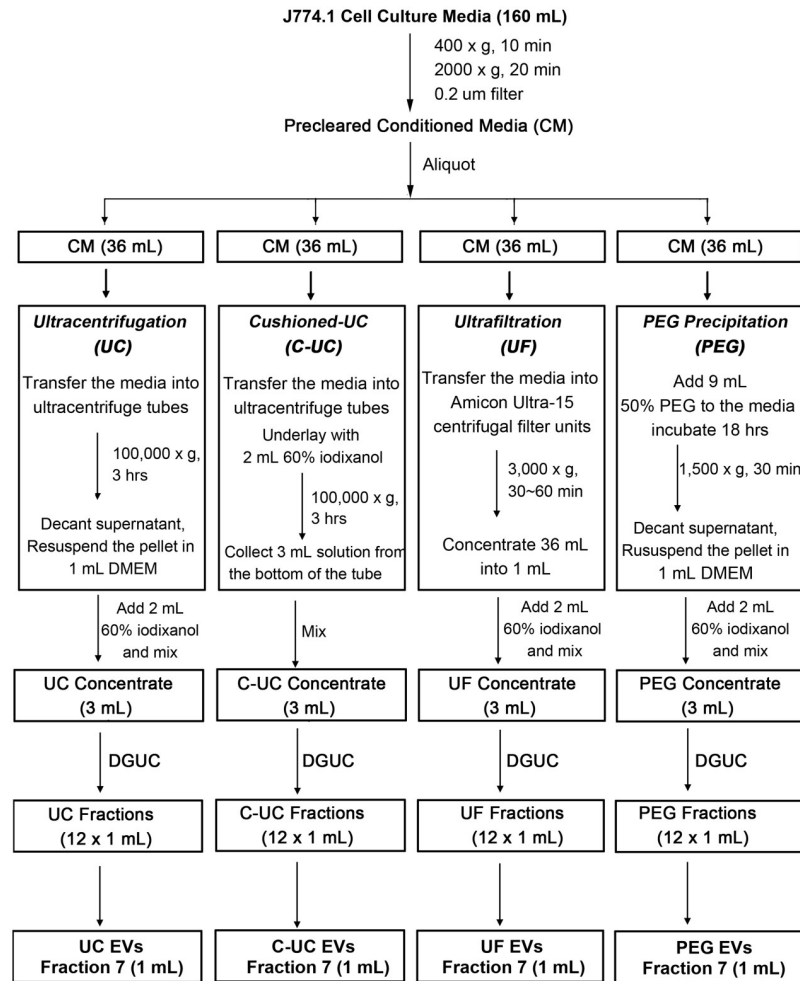 J774.1 Cell Culture Media (160 mL)
400 x g, 10 min
2000 x g, 20 min
0.2 um filter
Precleared Conditioned Media (CM)
Aliquot
CM (36 mL)
CM (36 mL)
CM (36 mL)
CM (36 mL)
Ultracentrifugation
(UC)
Transfer the media into
ultracentrifuge tubes
100,000 x g,
3 hrs
Decant supernatant,
Resuspend the pellet in
1 mL DMEM
Cushioned-UC
(C-UC)
Transfer the media into
ultracentrifuge tubes
Underlay with
2 mL 60% iodixanol
100,000 x g,
3 hrs
Collect 3 mL solution from
the bottom of the tube
Ultrafiltration
(UF)
Transfer the media into
Amicon Ultra-15
centrifugal filter units
3,000 x g,
30~60 min
Concentrate 36 mL
into 1 mL
PEG Precipitation
(PEG)
Add 9 mL
50% PEG to the media
incubate 18 hrs
1,500 x g, 30 min
Decant supernatant,
Rususpend the pellet in
1 mL DMEM
Add 2 mL
60% iodixanol
and mix
Mix
Add 2 mL
60% iodixanol
and mix
Add 2 mL
60% iodixanol
and mix
UC Concentrate
(3 mL)
C-UC Concentrate
(3 mL)
UF Concentrate
(3 mL)
PEG Concentrate
(3 mL)
DGUC
DGUC
DGUC
DGUC
UC Fractions
(12 x 1 mL)
C-UC Fractions
(12 x 1 mL)
UF Fractions
(12 x 1 mL)
PEG Fractions
(12 x 1 mL)
UC EVs
Fraction 7 (1 mL)
C-UC EVs
Fraction 7 (1 mL)
UF EVs
Fraction 7 (1 mL)
PEG EVs
Fraction 7 (1 mL)